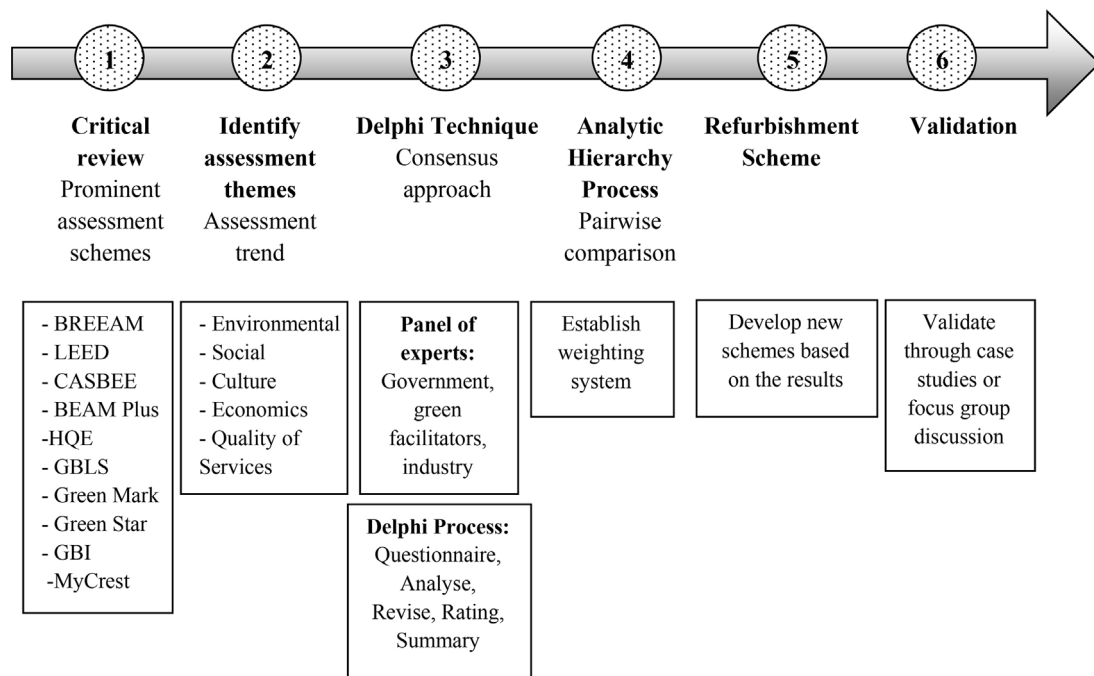 1
2
3
4
5
6
Critical
review
Prominent
assessment
schemes
Identify
assessment
themes
Assessment
trend
Delphi Technique
Consensus
approach
Analytic
Hierarchy
Process
Pairwise
comparison
Refurbishment
Scheme
Validation
- BREEAM
- LEED
- CASBEE
- BEAM Plus
-HQE
- GBLS
- Green Mark
- Green Star
- GBI
-MyCrest
- Environmental
- Social
- Culture
- Economics
- Quality of
Services
Panel of
experts:
Government,
green
facilitators,
industry
Delphi Process:
Questionnaire,
Analyse,
Revise, Rating,
Summary
Establish
weighting
system
Develop new
schemes based
on the results
Validate
through case
studies or
focus group
discussion